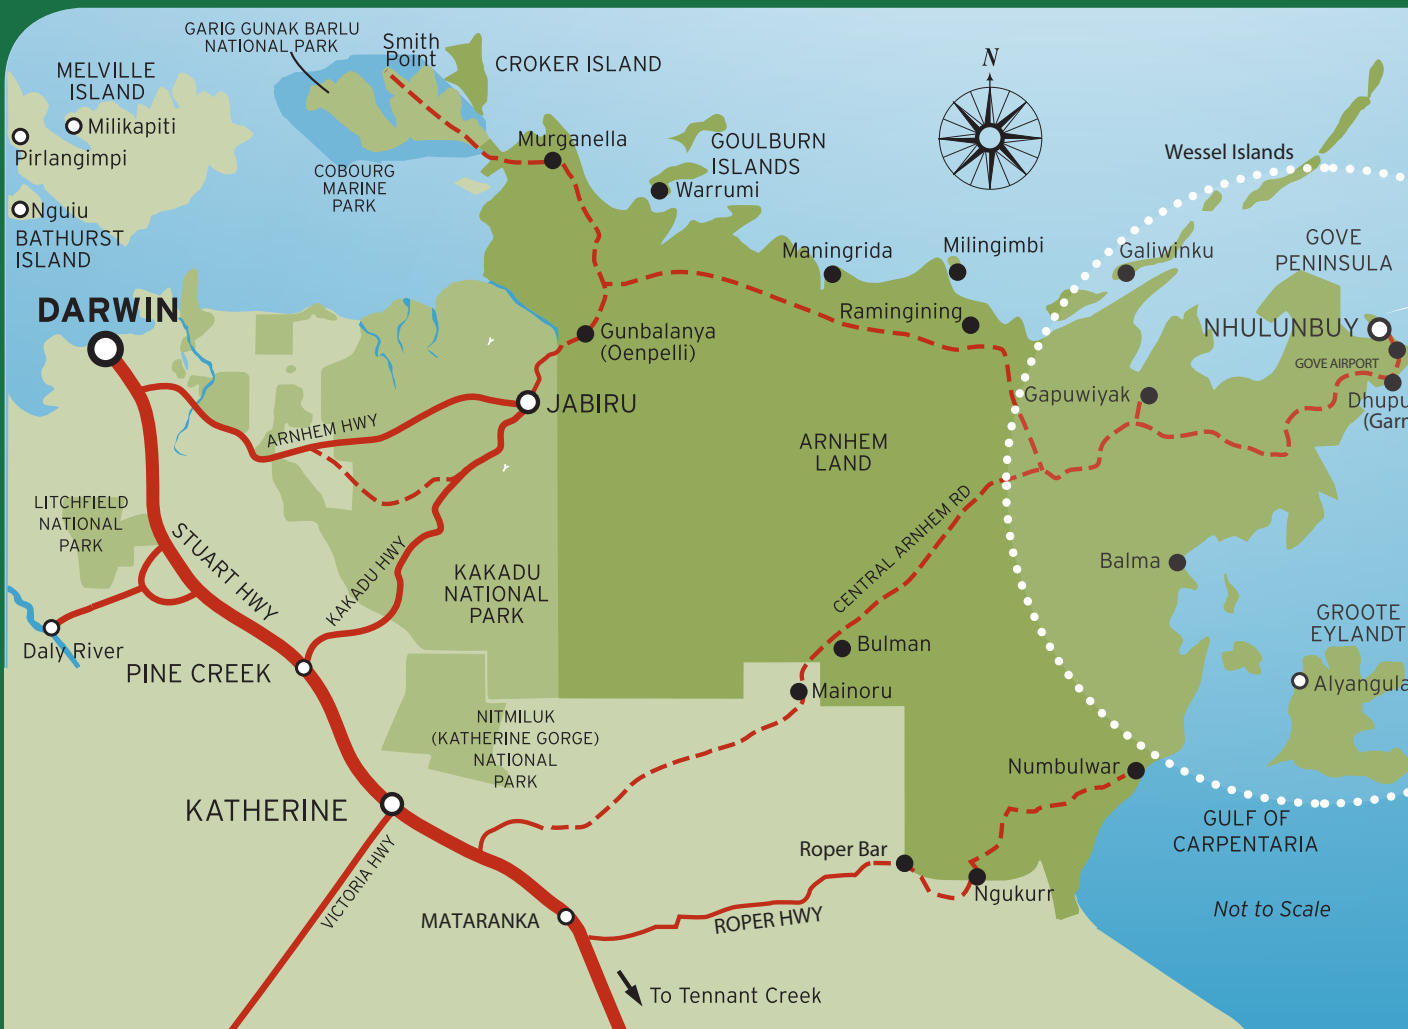 GARIG GUNAK BARLU
NATIONAL PARK
Smith
Point
CROKER ISLAND
N
MELVILLE
ISLAND
Milikapiti
Pirlangimpi
Murganella
GOULBURN
ISLANDS
Wessel Islands
COBOURG
MARINE
PARK
Warrumi
Nguiu
BATHURST
ISLAND
Maningrida
Milingimbi
Galiwinku
GOVE
PENINSULA
DARWIN
Ramingining
Gunbalanya
(Oenpelli)
NHULUNBUY
GOVE AIRPORT
JABIRU
Gapuwiyak
Dhupu
(Garr
ARNHEM HWY
ARNHEM
LAND
LITCHFIELD
NATIONAL
PARK
STUART HWY
KAKADU HWY
CENTRAL ARNHEM RD
Balma
KAKADU
NATIONAL
PARK
GROOTE
EYLANDT
Daly River
Bulman
PINE CREEK
Mainoru
Alyangula
NITMILUK
(KATHERINE GORGE)
NATIONAL
PARK
Numbulwar
KATHERINE
GULF OF
CARPENTARIA
VICTORIA HWY
Roper Bar
Ngukurr
MATARANKA
ROPER HWY
Not to Scale
To Tennant Creek